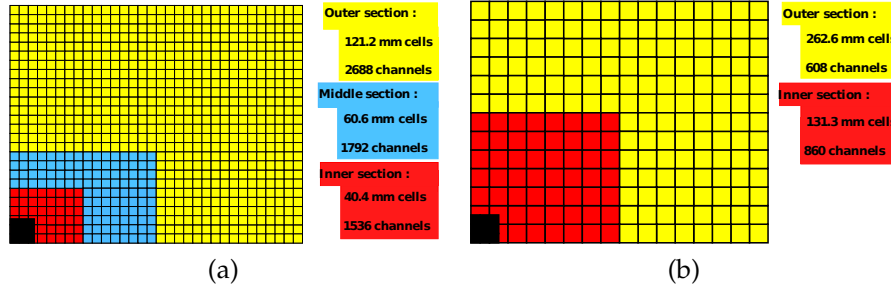 Outer section :
121.2 mm cells
2688 channels
Middle section :
60.6 mm cells
1792 channels
Inner section :
40.4 mm cells
1536 channels
(a)
Outer section :
262.6 mm cells
608 channels
Inner section :
131.3 mm cells
860 channels
(b)